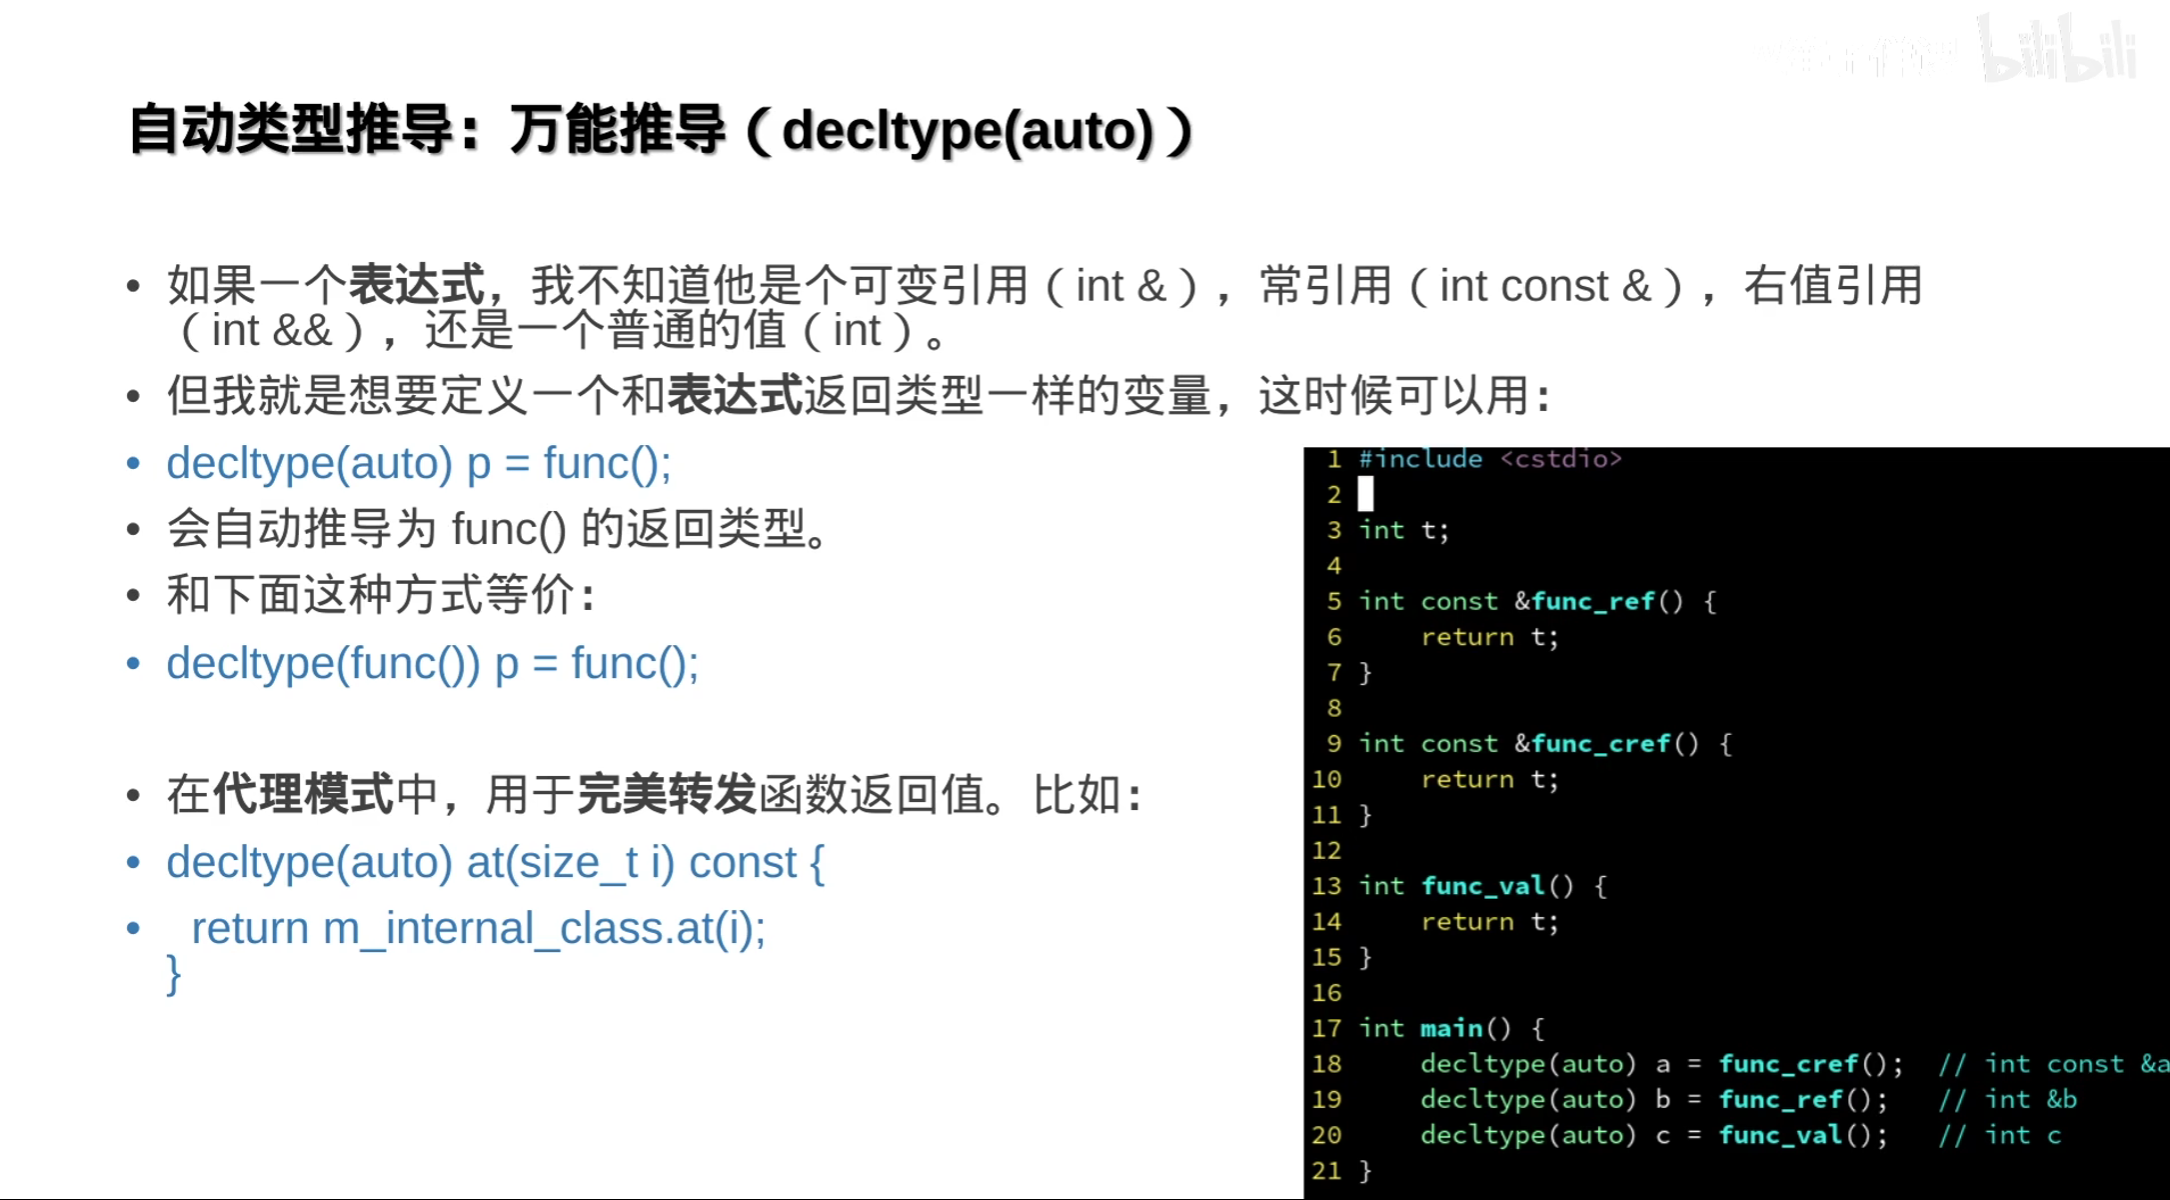 bilibili
自动类型推导：万能推导（decltype(auto)）
• 如果一个表达式，我不知道他是个可变引用（int &），常引用（int const &），右值引用
（int &&），还是一个普通的值（int）。
• 但我就是想要定义一个和表达式返回类型一样的变量，这时候可以用：
• decltype(auto) p = func();
• 会自动推导为 func() 的返回类型。
• 和下面这种方式等价：
• decltype(func()) p = func();
• 在代理模式中，用于完美转发函数返回值。比如：
• decltype(auto) at(size_t i) const {
• return m_internal_class.at(i);
}
1 #include <cstdio>
2
3 int t;
4
5 int const &func_ref() {
6     return t;
7 }
8
9 int const &func_cref() {
10     return t;
11 }
12
13 int func_val() {
14     return t;
15 }
16
17 int main() {
18     decltype(auto) a = func_cref();  // int const &a
19     decltype(auto) b = func_ref();   // int &b
20     decltype(auto) c = func_val();   // int c
21 }